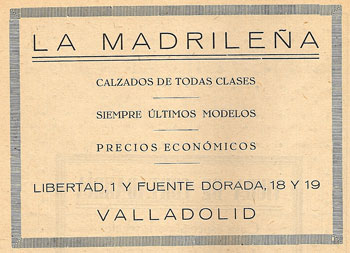 LA MADRILEÑA
CALZADOS DE TODAS CLASES
SIEMPRE ÚLTIMOS MODELOS
PRECIOS ECONÓMICOS
LIBERTAD, 1 Y FUENTE DORADA, 18 Y 19
VALLADOLID